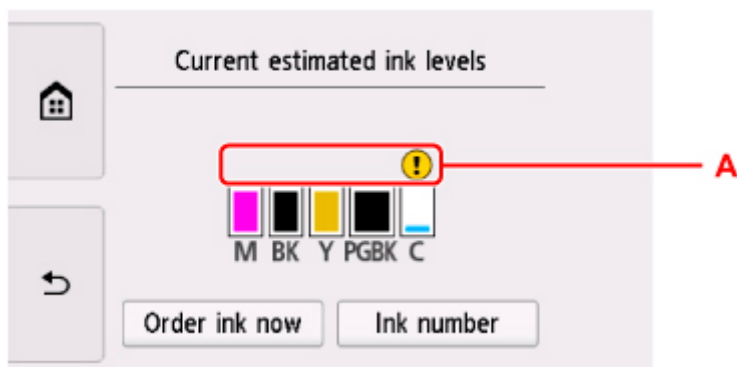 Current estimated ink levels
A
M BK Y PGBK C
Order ink now Ink number